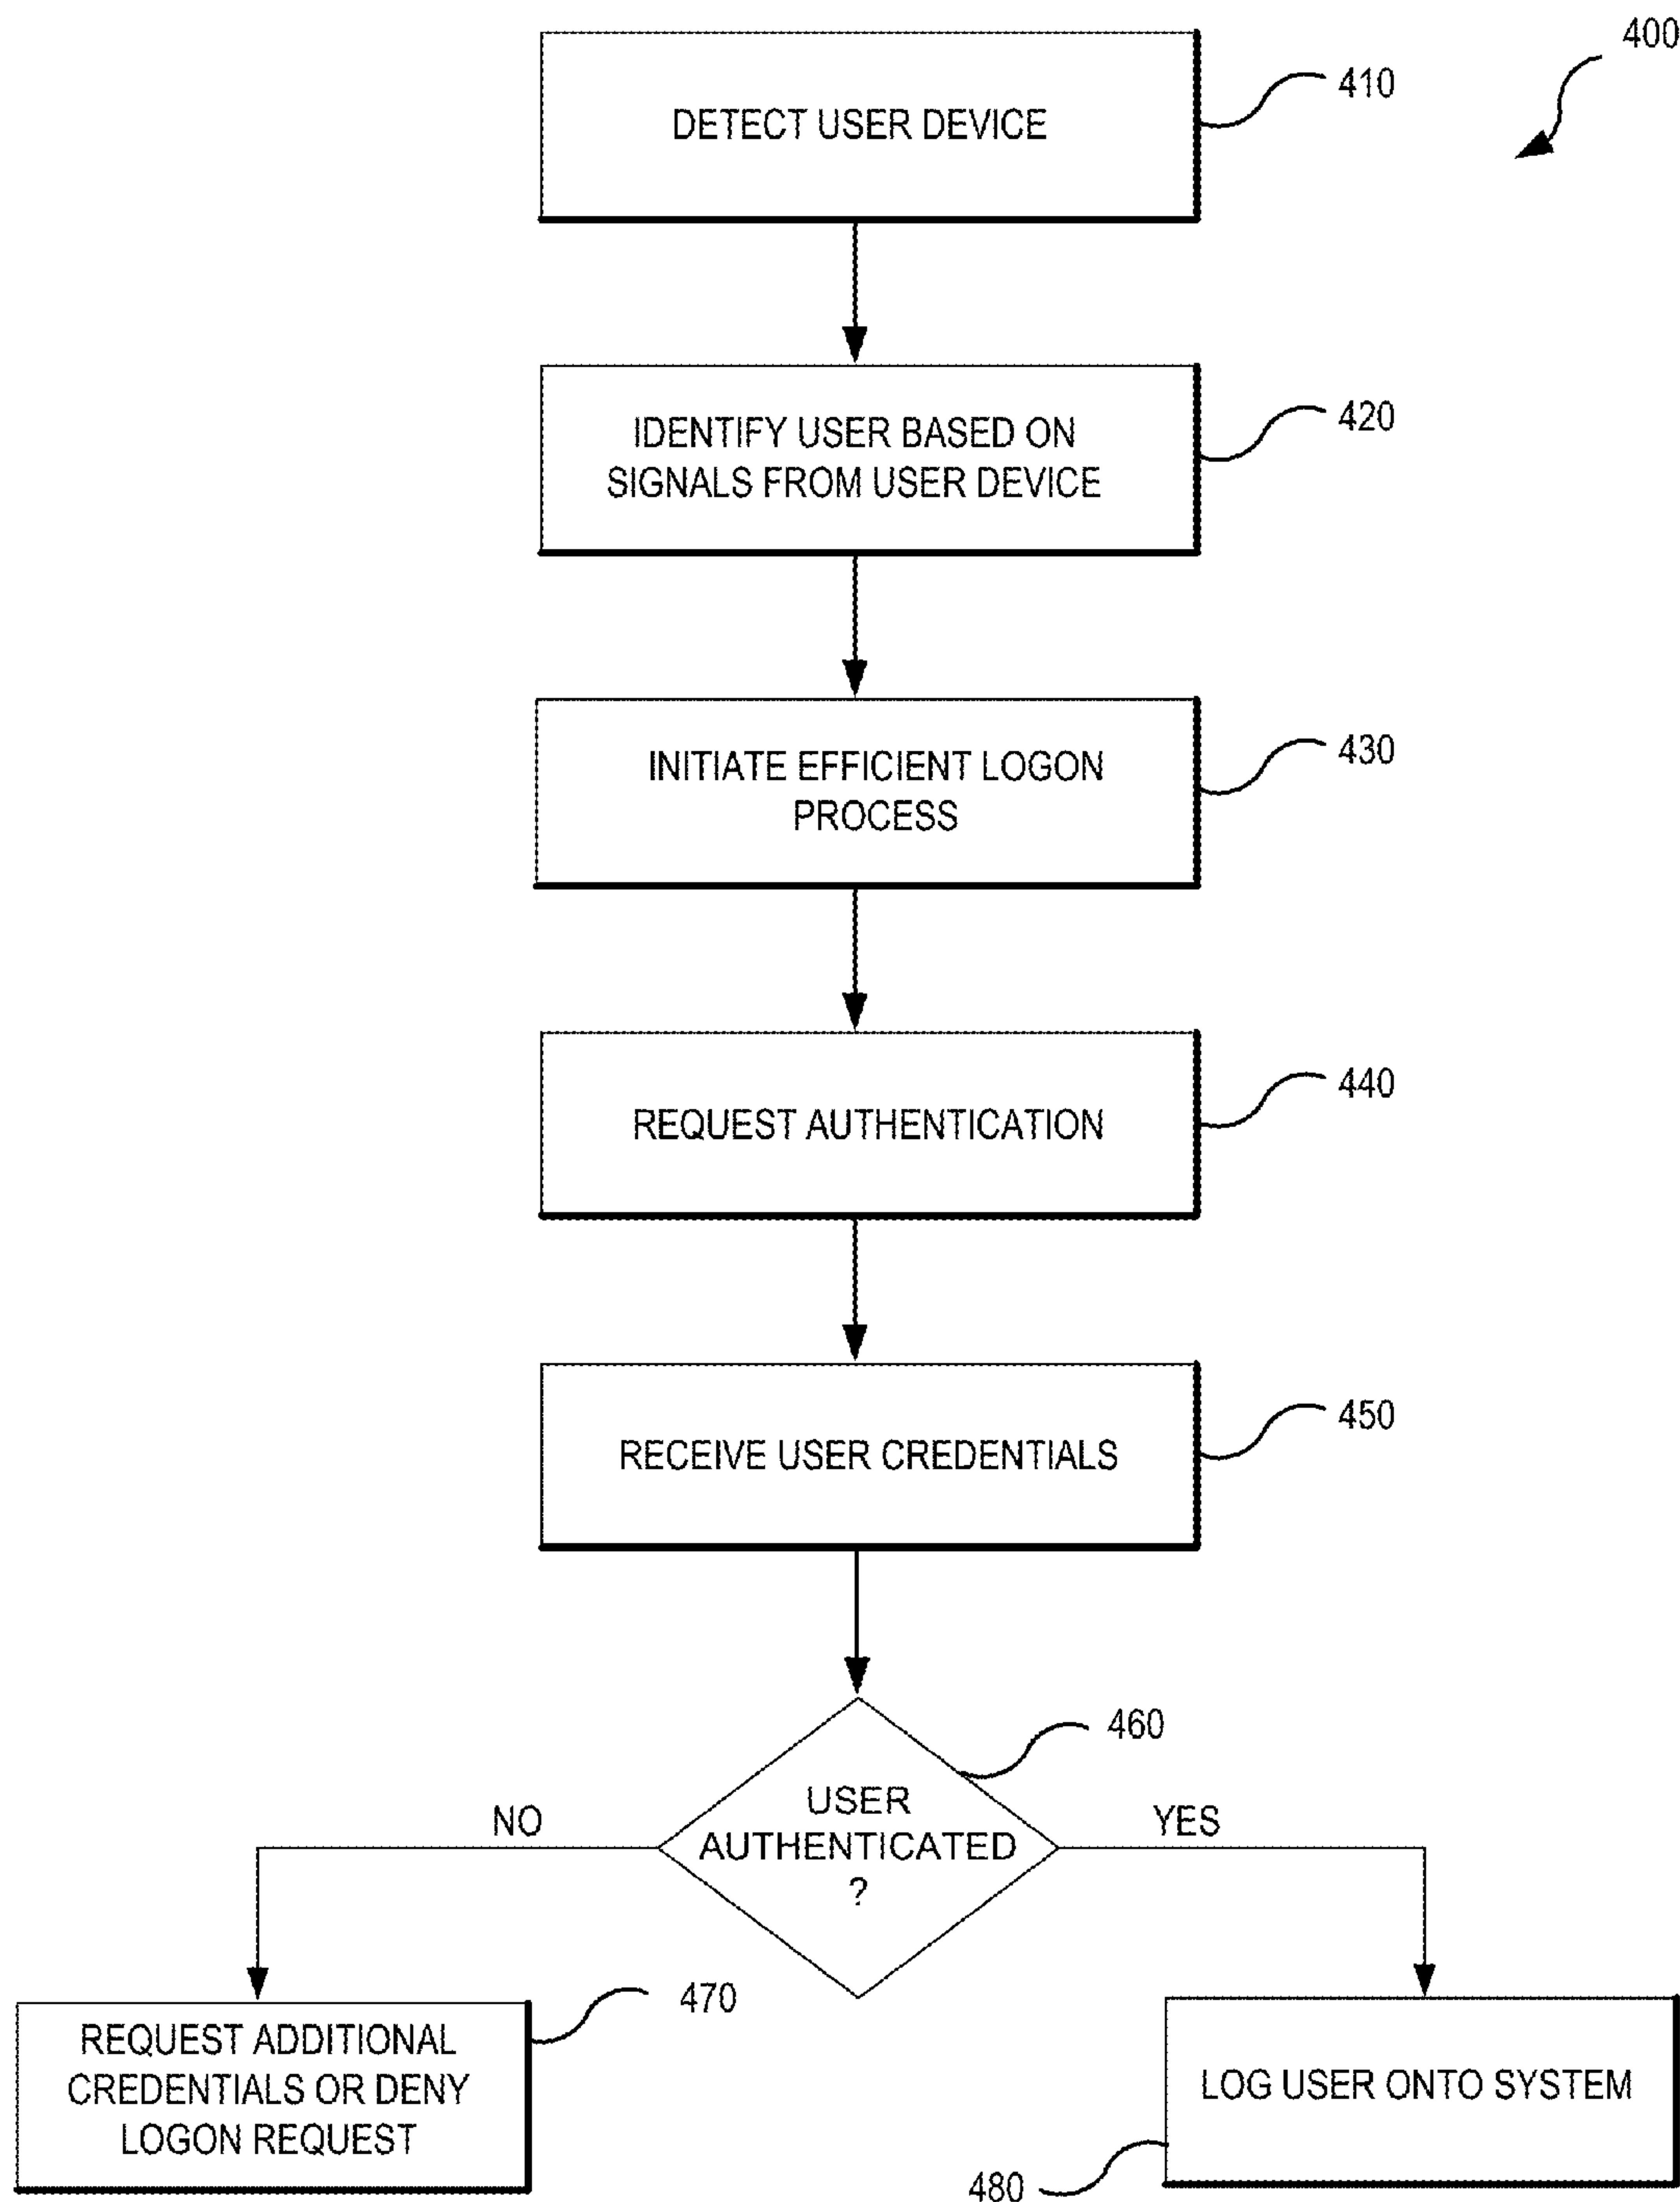 400
DETECT USER DEVICE
410
IDENTIFY USER BASED ON
SIGNALS FROM USER DEVICE
420
INITIATE EFFICIENT LOGON
PROCESS
430
REQUEST AUTHENTICATION
440
RECEIVE USER CREDENTIALS
450
460
USER
AUTHENTICATED
?
NO
YES
470
REQUEST ADDITIONAL
CREDENTIALS OR DENY
LOGON REQUEST
LOG USER ONTO SYSTEM
480